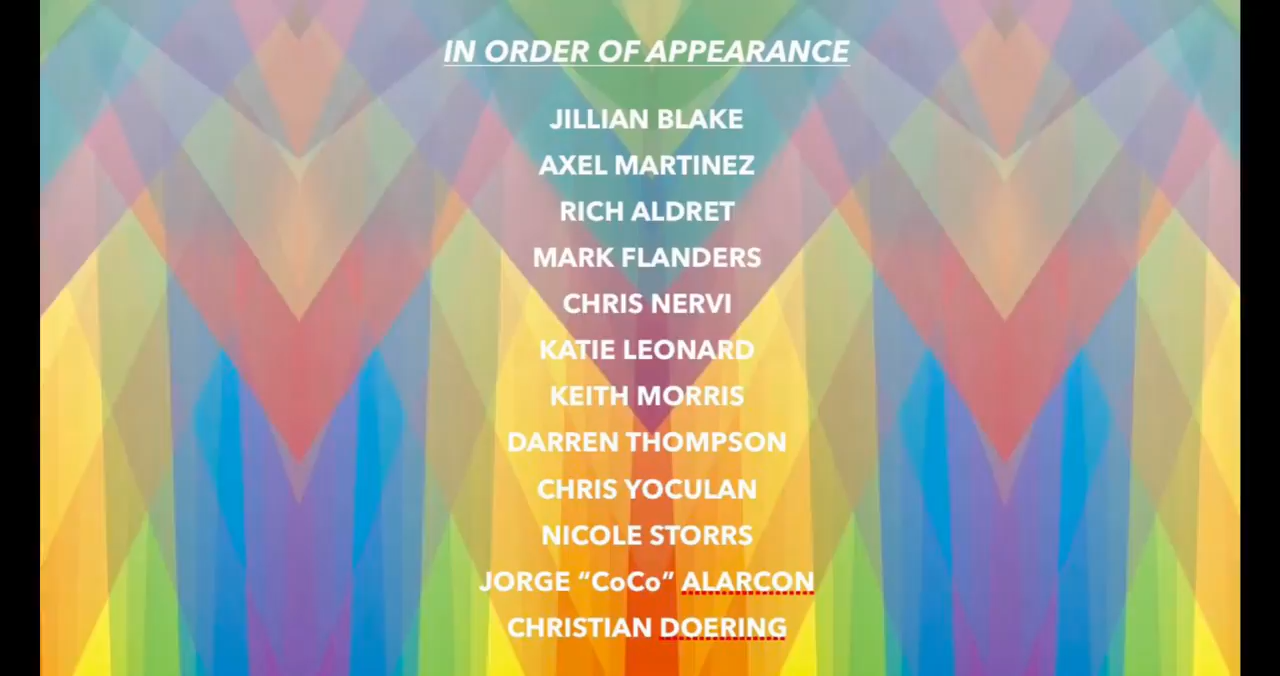 IN ORDER OF APPEARANCE
JILLIAN BLAKE
AXEL MARTINEZ
RICH ALDRET
MARK FLANDERS
CHRIS NERVI
KATIE LEONARD
KEITH MORRIS
DARREN THOMPSON
CHRIS YOCULAN
NICOLE STORRS
JORGE “CoCo” ALARCON
CHRISTIAN DOERING